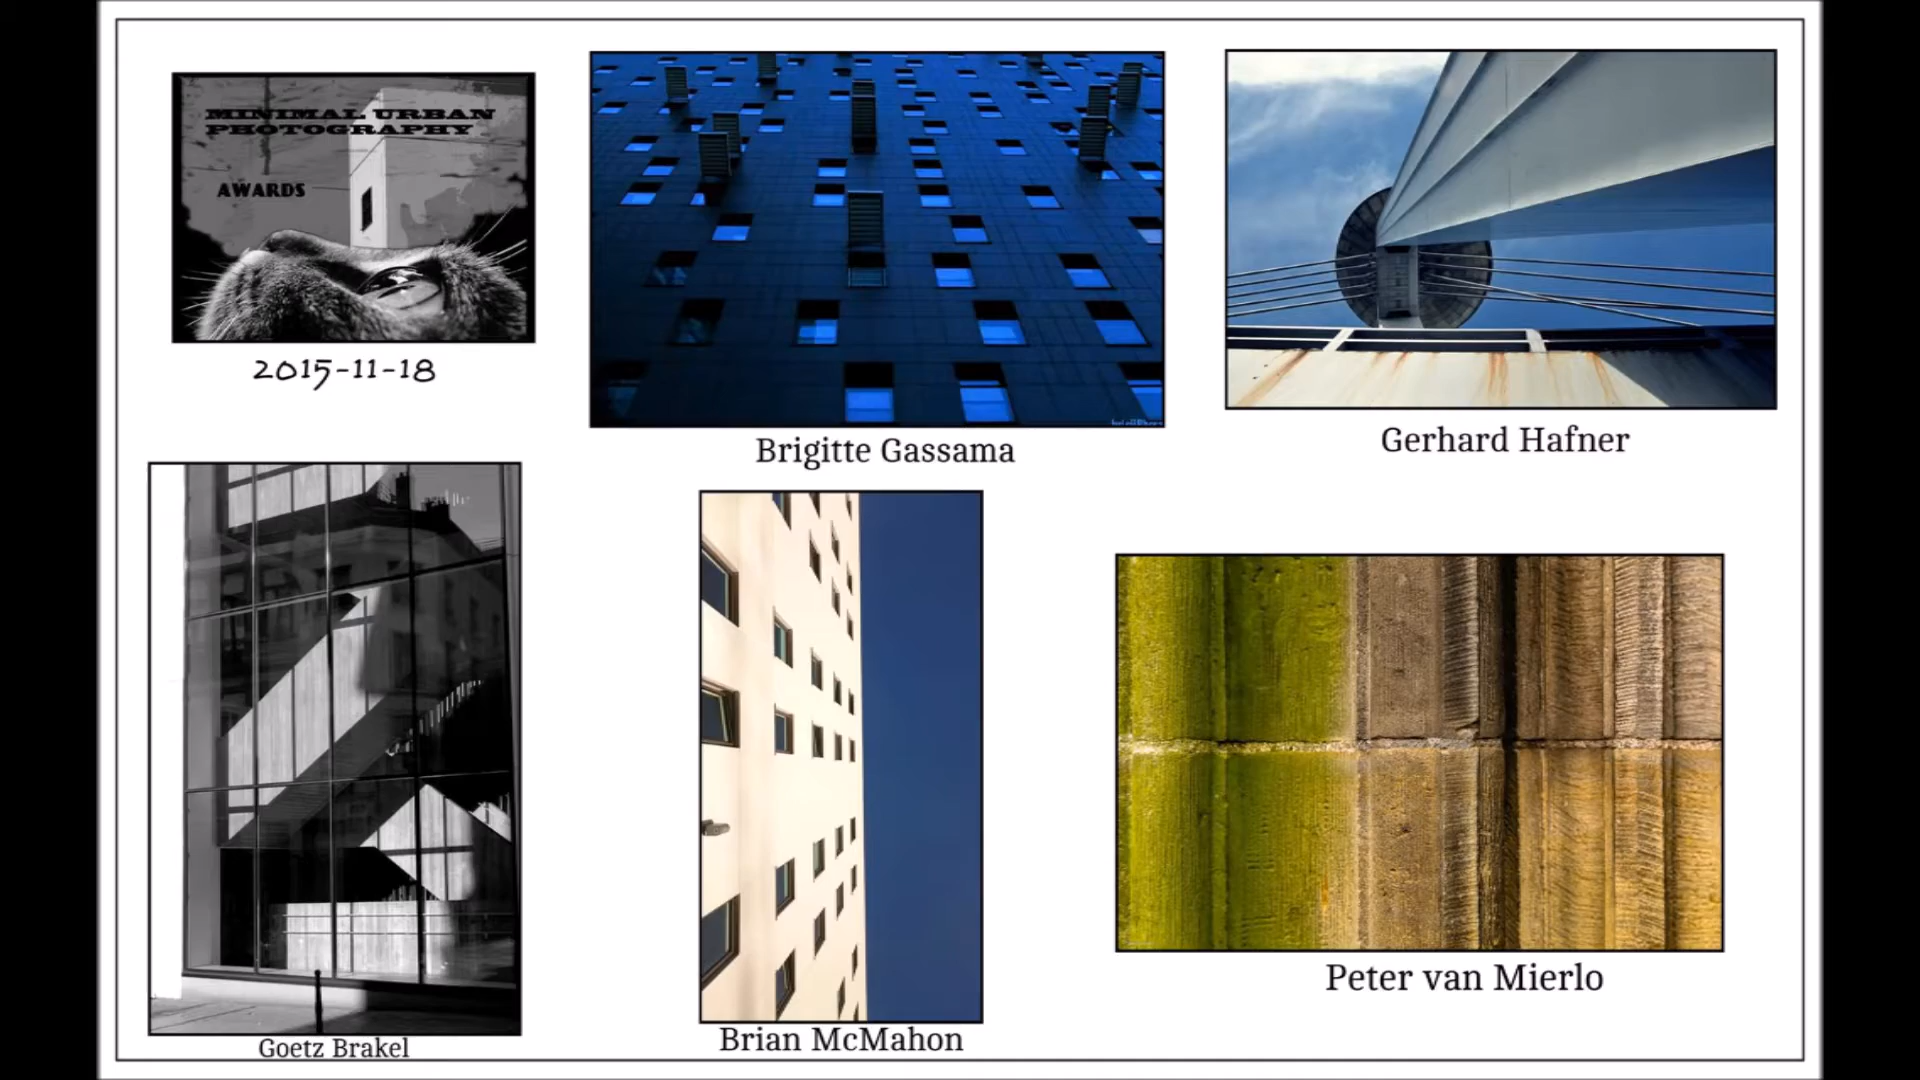 MINIMAL URBAN
PHOTOGRAPHY
AWARDS
2015-11-18
Brigitte Gassama
Gerhard Hafner
Goetz Brakel
Brian McMahon
Peter van Mierlo